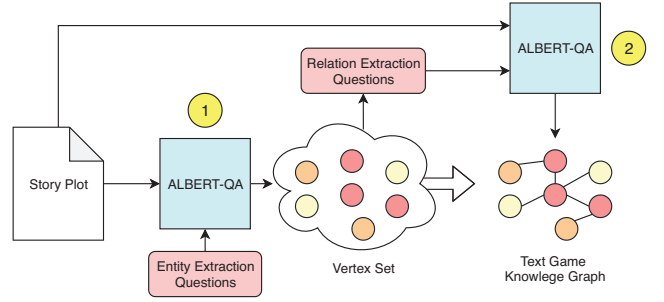 ALBERT-QA
2
Relation Extraction
Questions
1
Story Plot
ALBERT-QA
Entity Extraction
Questions
Vertex Set
Text Game
Knowlege Graph